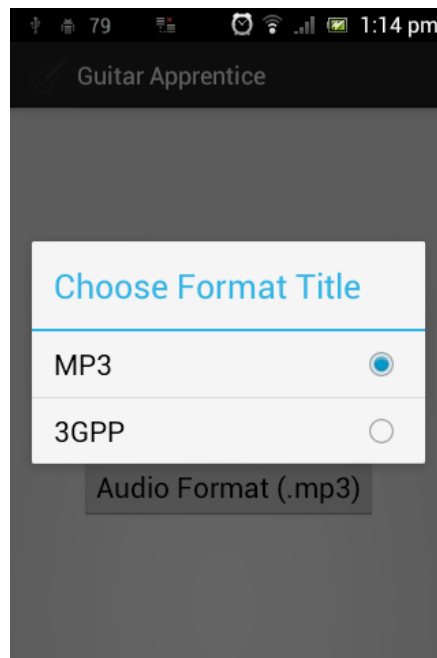 79 1:14 pm
Guitar Apprentice
Choose Format Title
MP3
3GPP
Audio Format (.mp3)